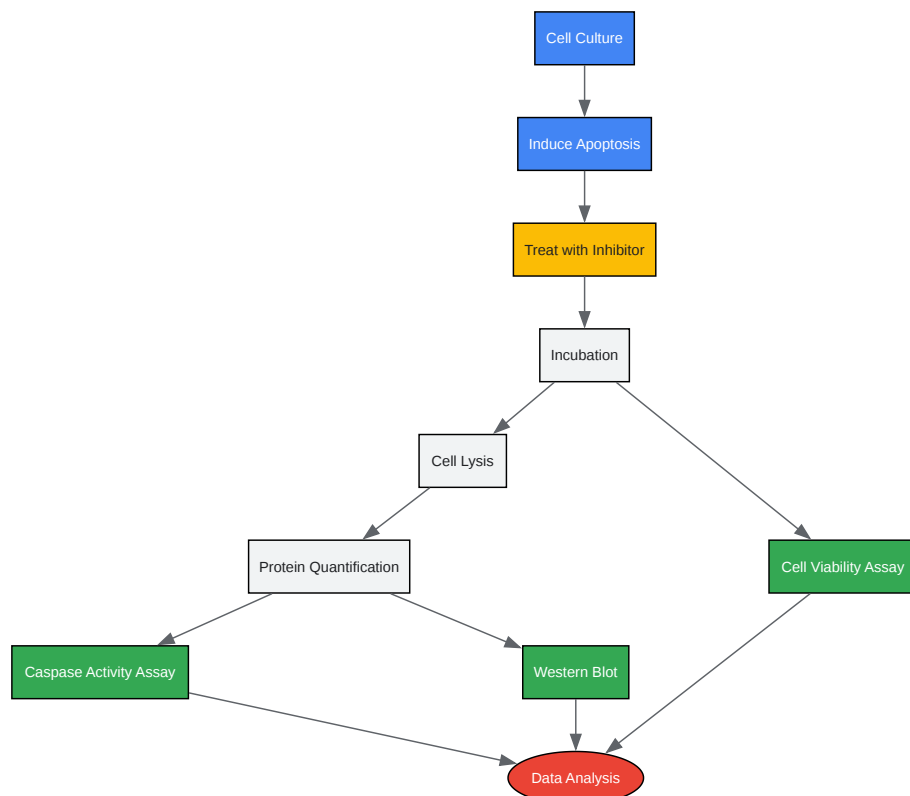 Cell Culture
Induce Apoptosis
Treat with Inhibitor
Incubation
Cell Lysis
Protein Quantification
Cell Viability Assay
Caspase Activity Assay
Western Blot
Data Analysis